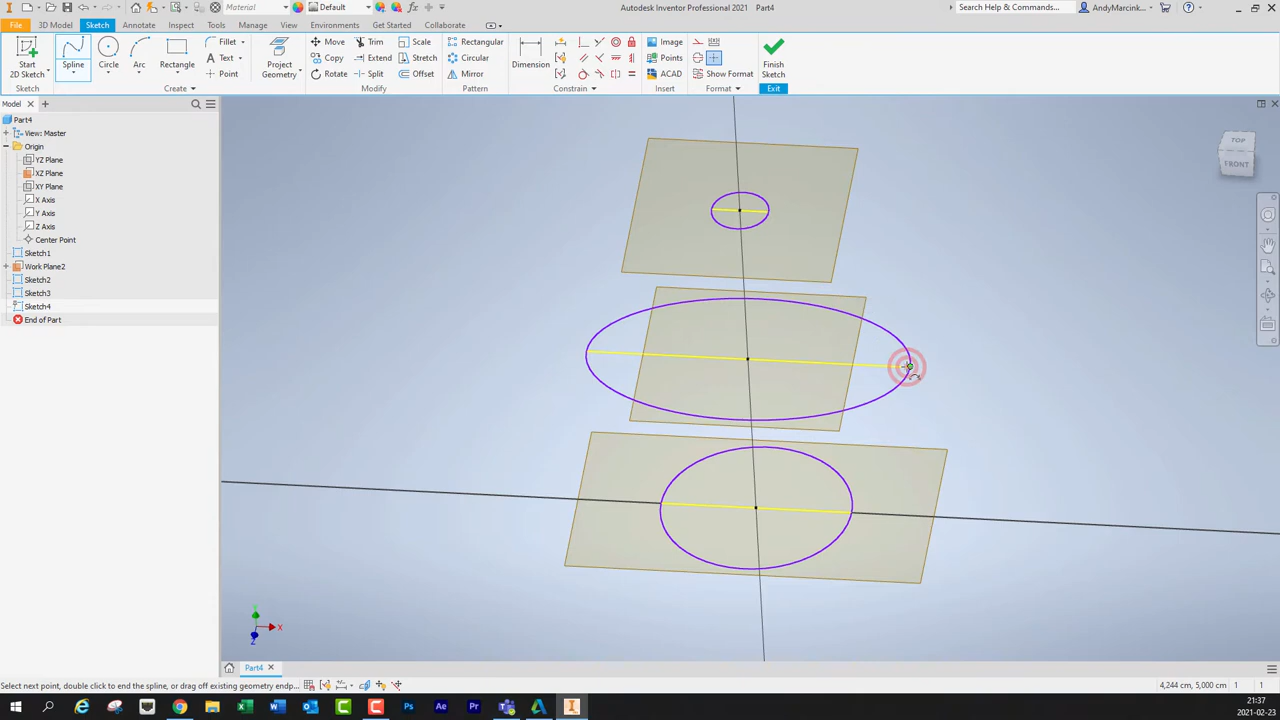 Material
Default
Autodesk Inventor Professional 2021 Part4
Search Help & Commands...
AndyMarcink...
File
3D Model
Sketch
Annotate
Inspect
Tools
Manage
View
Environments
Get Started
Collaborate
Start
2D Sketch
Spline
Circle
Arc
Rectangle
Fillet
Text
Point
Project
Geometry
Move
Copy
Rotate
Trim
Extend
Split
Scale
Stretch
Offset
Rectangular
Circular
Mirror
Dimension
Image
Points
ACAD
Show Format
Finish
Sketch
Sketch
Create
Modify
Pattern
Constrain
Insert
Format
Exit
Model
Part4
View: Master
Origin
YZ Plane
XZ Plane
XY Plane
X Axis
Y Axis
Z Axis
Center Point
Sketch1
Work Plane2
Sketch2
Sketch3
Sketch4
End of Part
TOP
FRONT
Y
X
Z
Part4
Select next point, double click to end the spline, or drag off existing geometry endp...
4,244 cm, 5,000 cm
1
1
21:37
2021-02-23